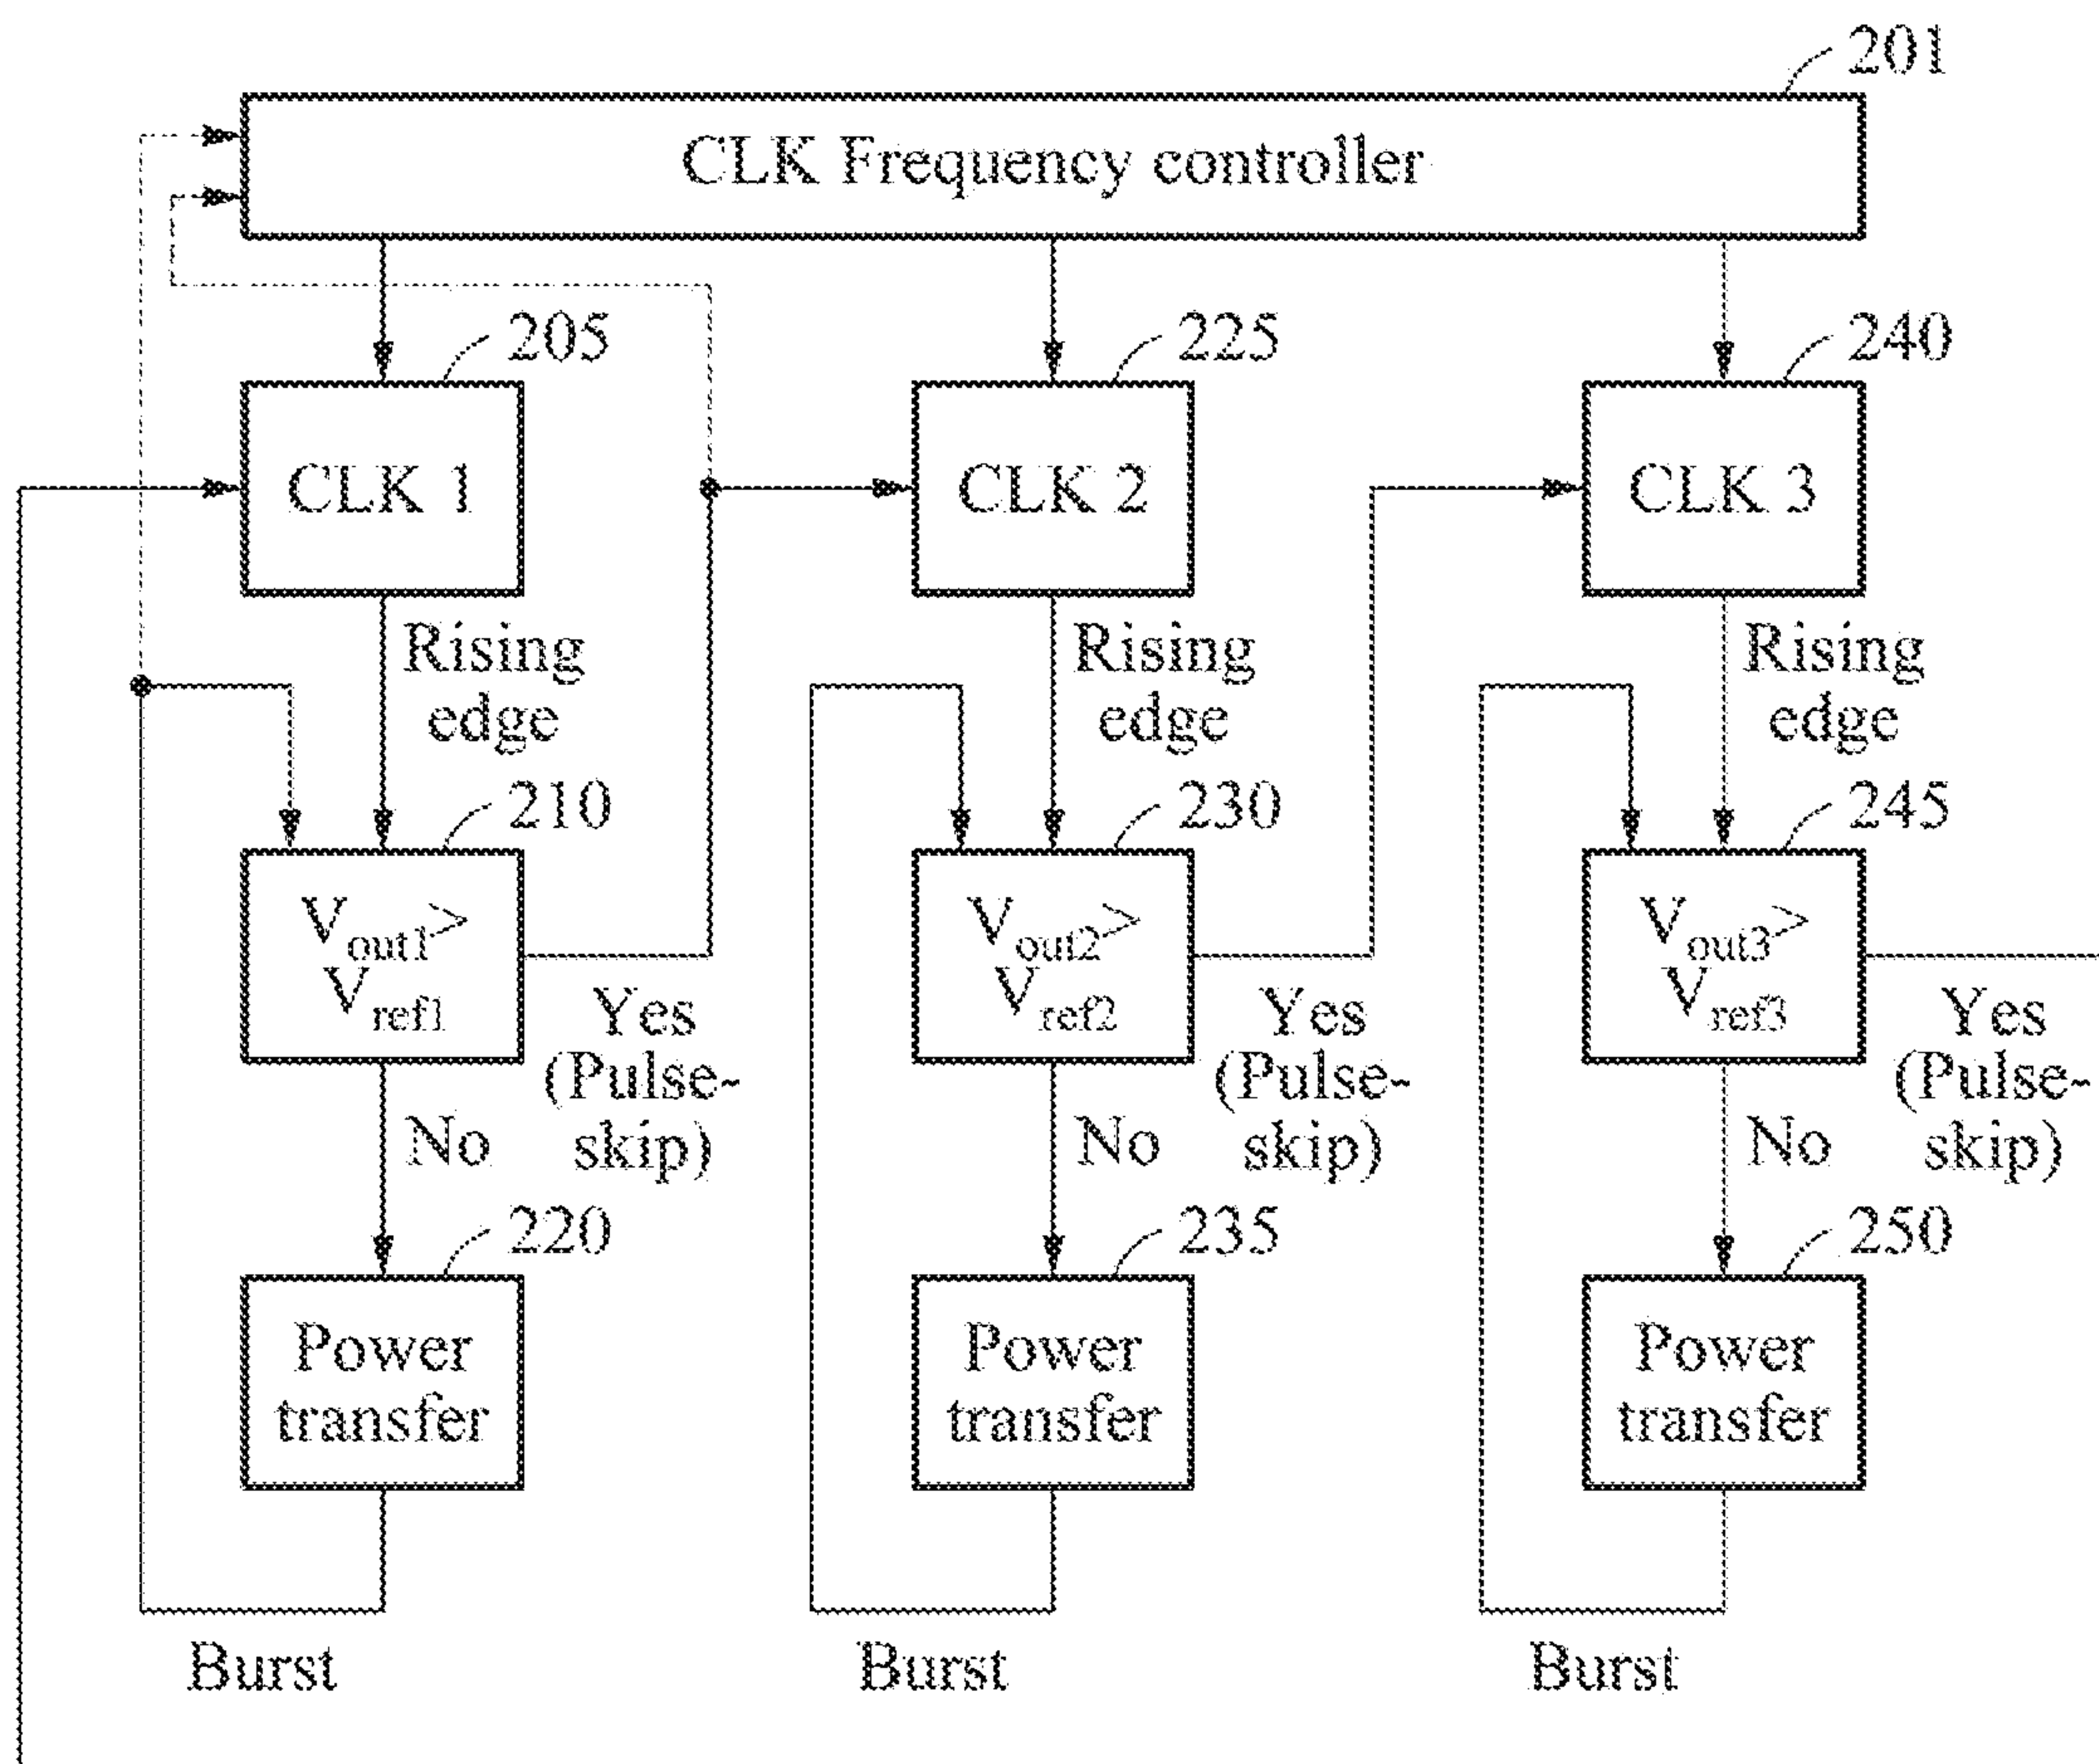 201
CLK Frequency controller
205
225
240
CLK 1
CLK 2
CLK 3
Rising
edge
Rising
edge
Rising
edge
210
230
245
Vout1>
Vref1
Vout2>
Vref2
Vout3>
Vref3
Yes
(Pulse-
skip)
Yes
(Pulse-
skip)
Yes
(Pulse-
skip)
No
No
No
220
235
250
Power
transfer
Power
transfer
Power
transfer
Burst
Burst
Burst